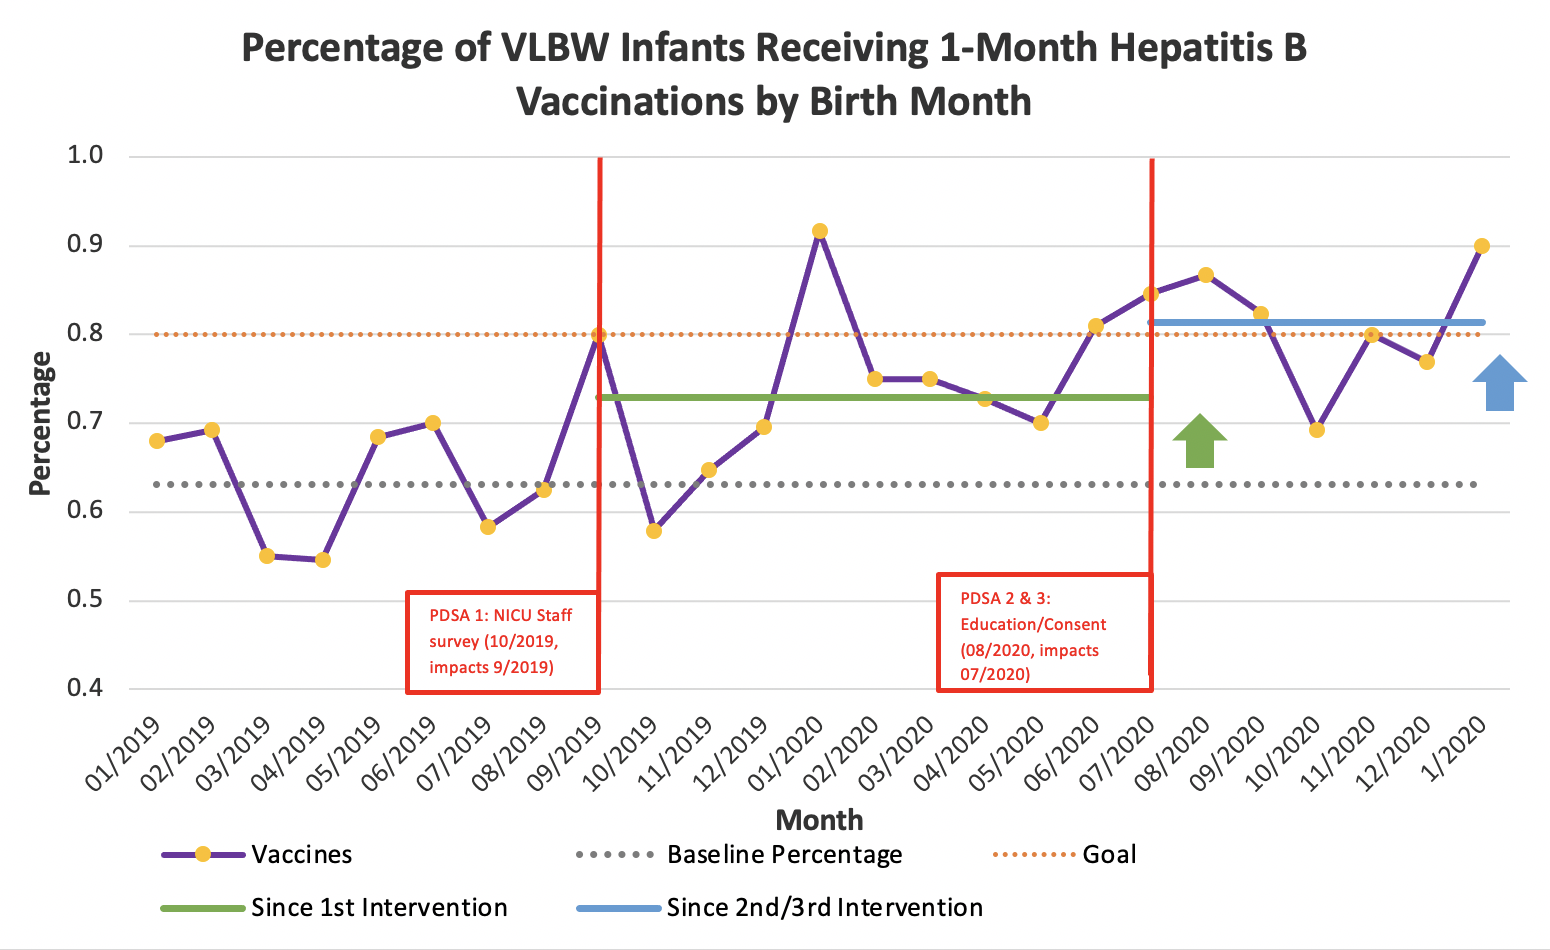 Percentage of VLBW Infants Receiving 1-Month Hepatitis B
Vaccinations by Birth Month
1.0
0.9
0.8
0.7
0.6
0.5
0.4
Percentage
PDSA 1: NICU Staff
survey (10/2019,
impacts 9/2019)
PDSA 2 & 3:
Education/Consent
(08/2020, impacts
07/2020)
01/2019
02/2019
03/2019
04/2019
05/2019
06/2019
07/2019
08/2019
09/2019
10/2019
11/2019
12/2019
01/2020
02/2020
03/2020
04/2020
05/2020
06/2020
07/2020
08/2020
09/2020
10/2020
11/2020
12/2020
1/2020
Month
Vaccines
Baseline Percentage
Goal
Since 1st Intervention
Since 2nd/3rd Intervention